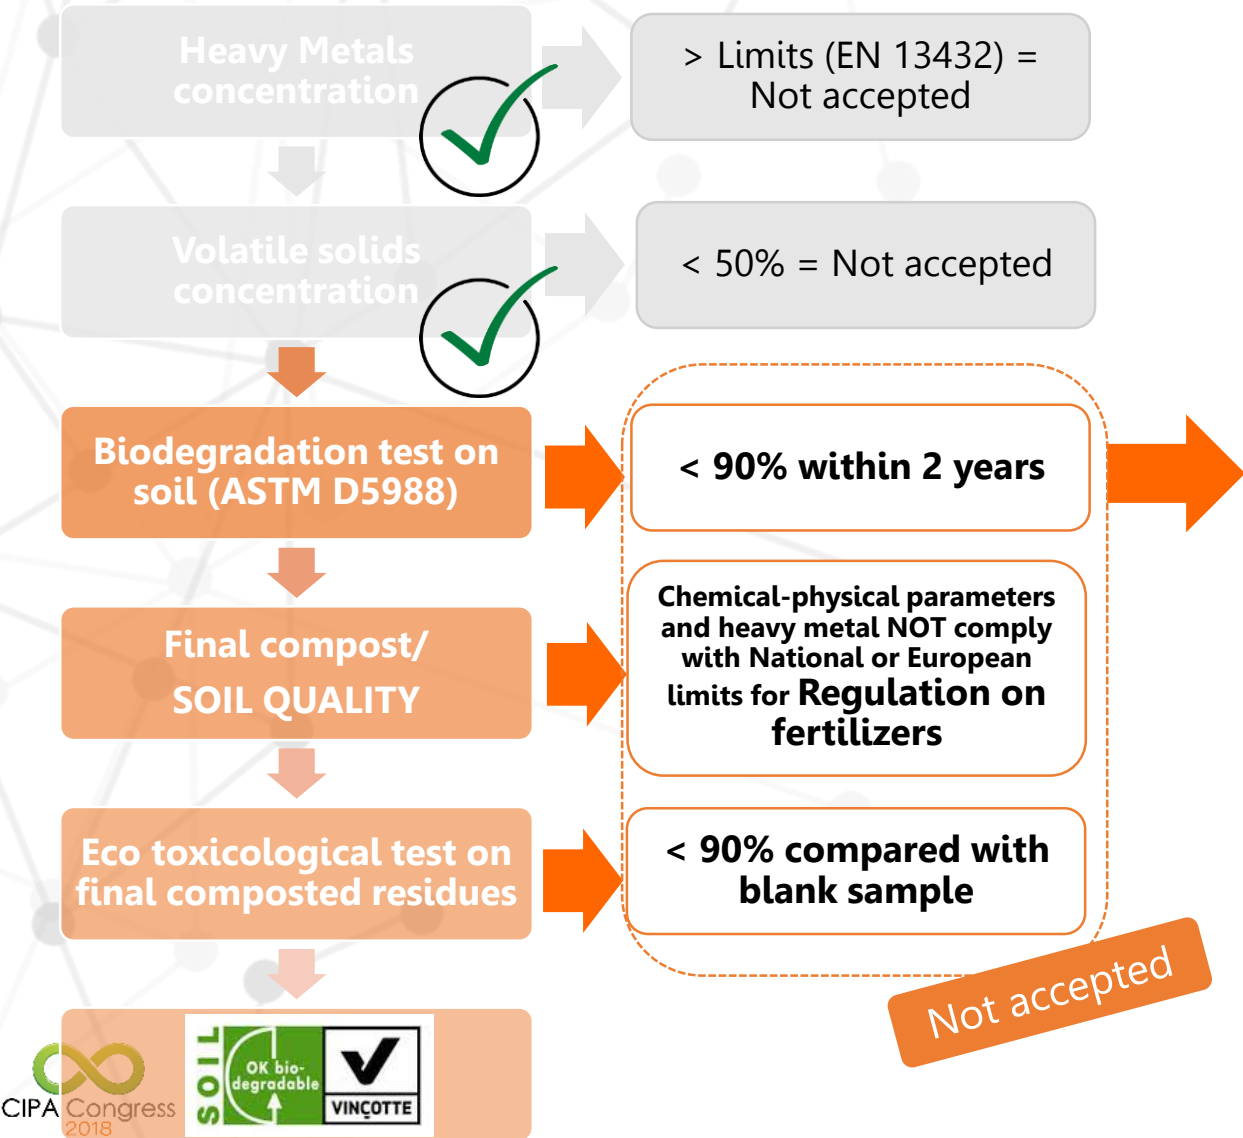 Heavy Metals
concentration
> Limits (EN 13432) =
Not accepted
Volatile solids
concentration
< 50% = Not accepted
Biodegradation test on
soil (ASTM D5988)
< 90% within 2 years
Final compost/
SOIL QUALITY
Chemical-physical parameters
and heavy metal NOT comply
with National or European
limits for Regulation on
fertilizers
Eco toxicological test on
final composted residues
< 90% compared with
blank sample
Not accepted
SOIL
OK bio-
degradable
VINÇOTTE
CIPA Congress
2018